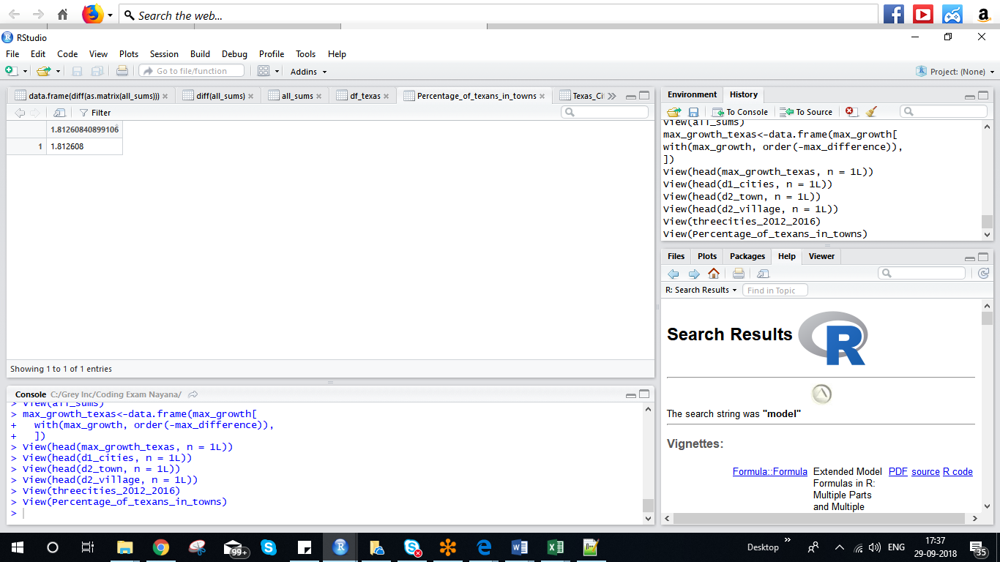 Search the web...
RStudio
File Edit Code View Plots Session Build Debug Profile Tools Help
Go to file/function
Addins
Project: (None)
data.frame(diff(as.matrix(all_sums)))
diff(all_sums)
all_sums
df_texas
Percentage_of_texans_in_towns
Texas_Ci
Filter
1.81260840899106
1 1.812608
Showing 1 to 1 of 1 entries
Console C:/Grey Inc/Coding Exam Nayana/
> View(all_sums)
> max_growth_texas<-data.frame(max_growth[
+   with(max_growth, order(-max_difference)),
+   ])
> View(head(max_growth_texas, n = 1L))
> View(head(d1_cities, n = 1L))
> View(head(d2_town, n = 1L))
> View(head(d2_village, n = 1L))
> View(threecities_2012_2016)
> View(Percentage_of_texans_in_towns)
>
Environment History
To Console To Source
View(all_sums)
max_growth_texas<-data.frame(max_growth[
with(max_growth, order(-max_difference)),
])
View(head(max_growth_texas, n = 1L))
View(head(d1_cities, n = 1L))
View(head(d2_town, n = 1L))
View(head(d2_village, n = 1L))
View(threecities_2012_2016)
View(Percentage_of_texans_in_towns)
Files Plots Packages Help Viewer
R: Search Results Find in Topic
Search Results R
The search string was "model"
Vignettes:
Formula::Formula Extended Model PDF source R code
Formulas in R:
Multiple Parts
and Multiple
99+
Desktop
ENG
17:37
29-09-2018
35